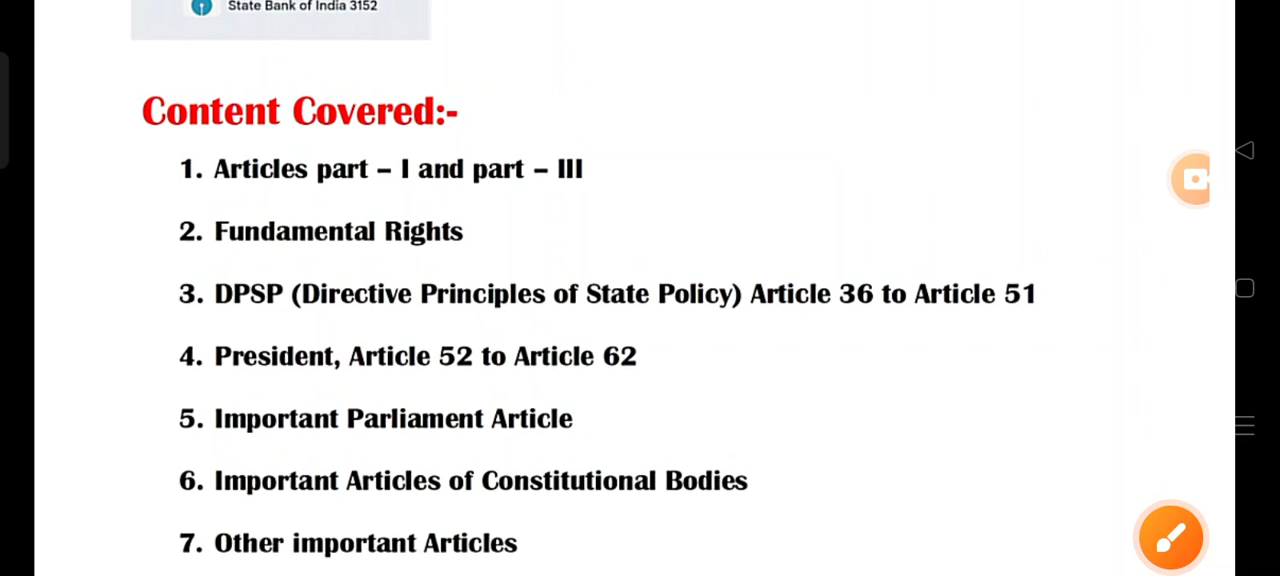 State Bank of India 3152
Content Covered:-
1. Articles part – I and part – III
2. Fundamental Rights
3. DPSP (Directive Principles of State Policy) Article 36 to Article 51
4. President, Article 52 to Article 62
5. Important Parliament Article
6. Important Articles of Constitutional Bodies
7. Other important Articles